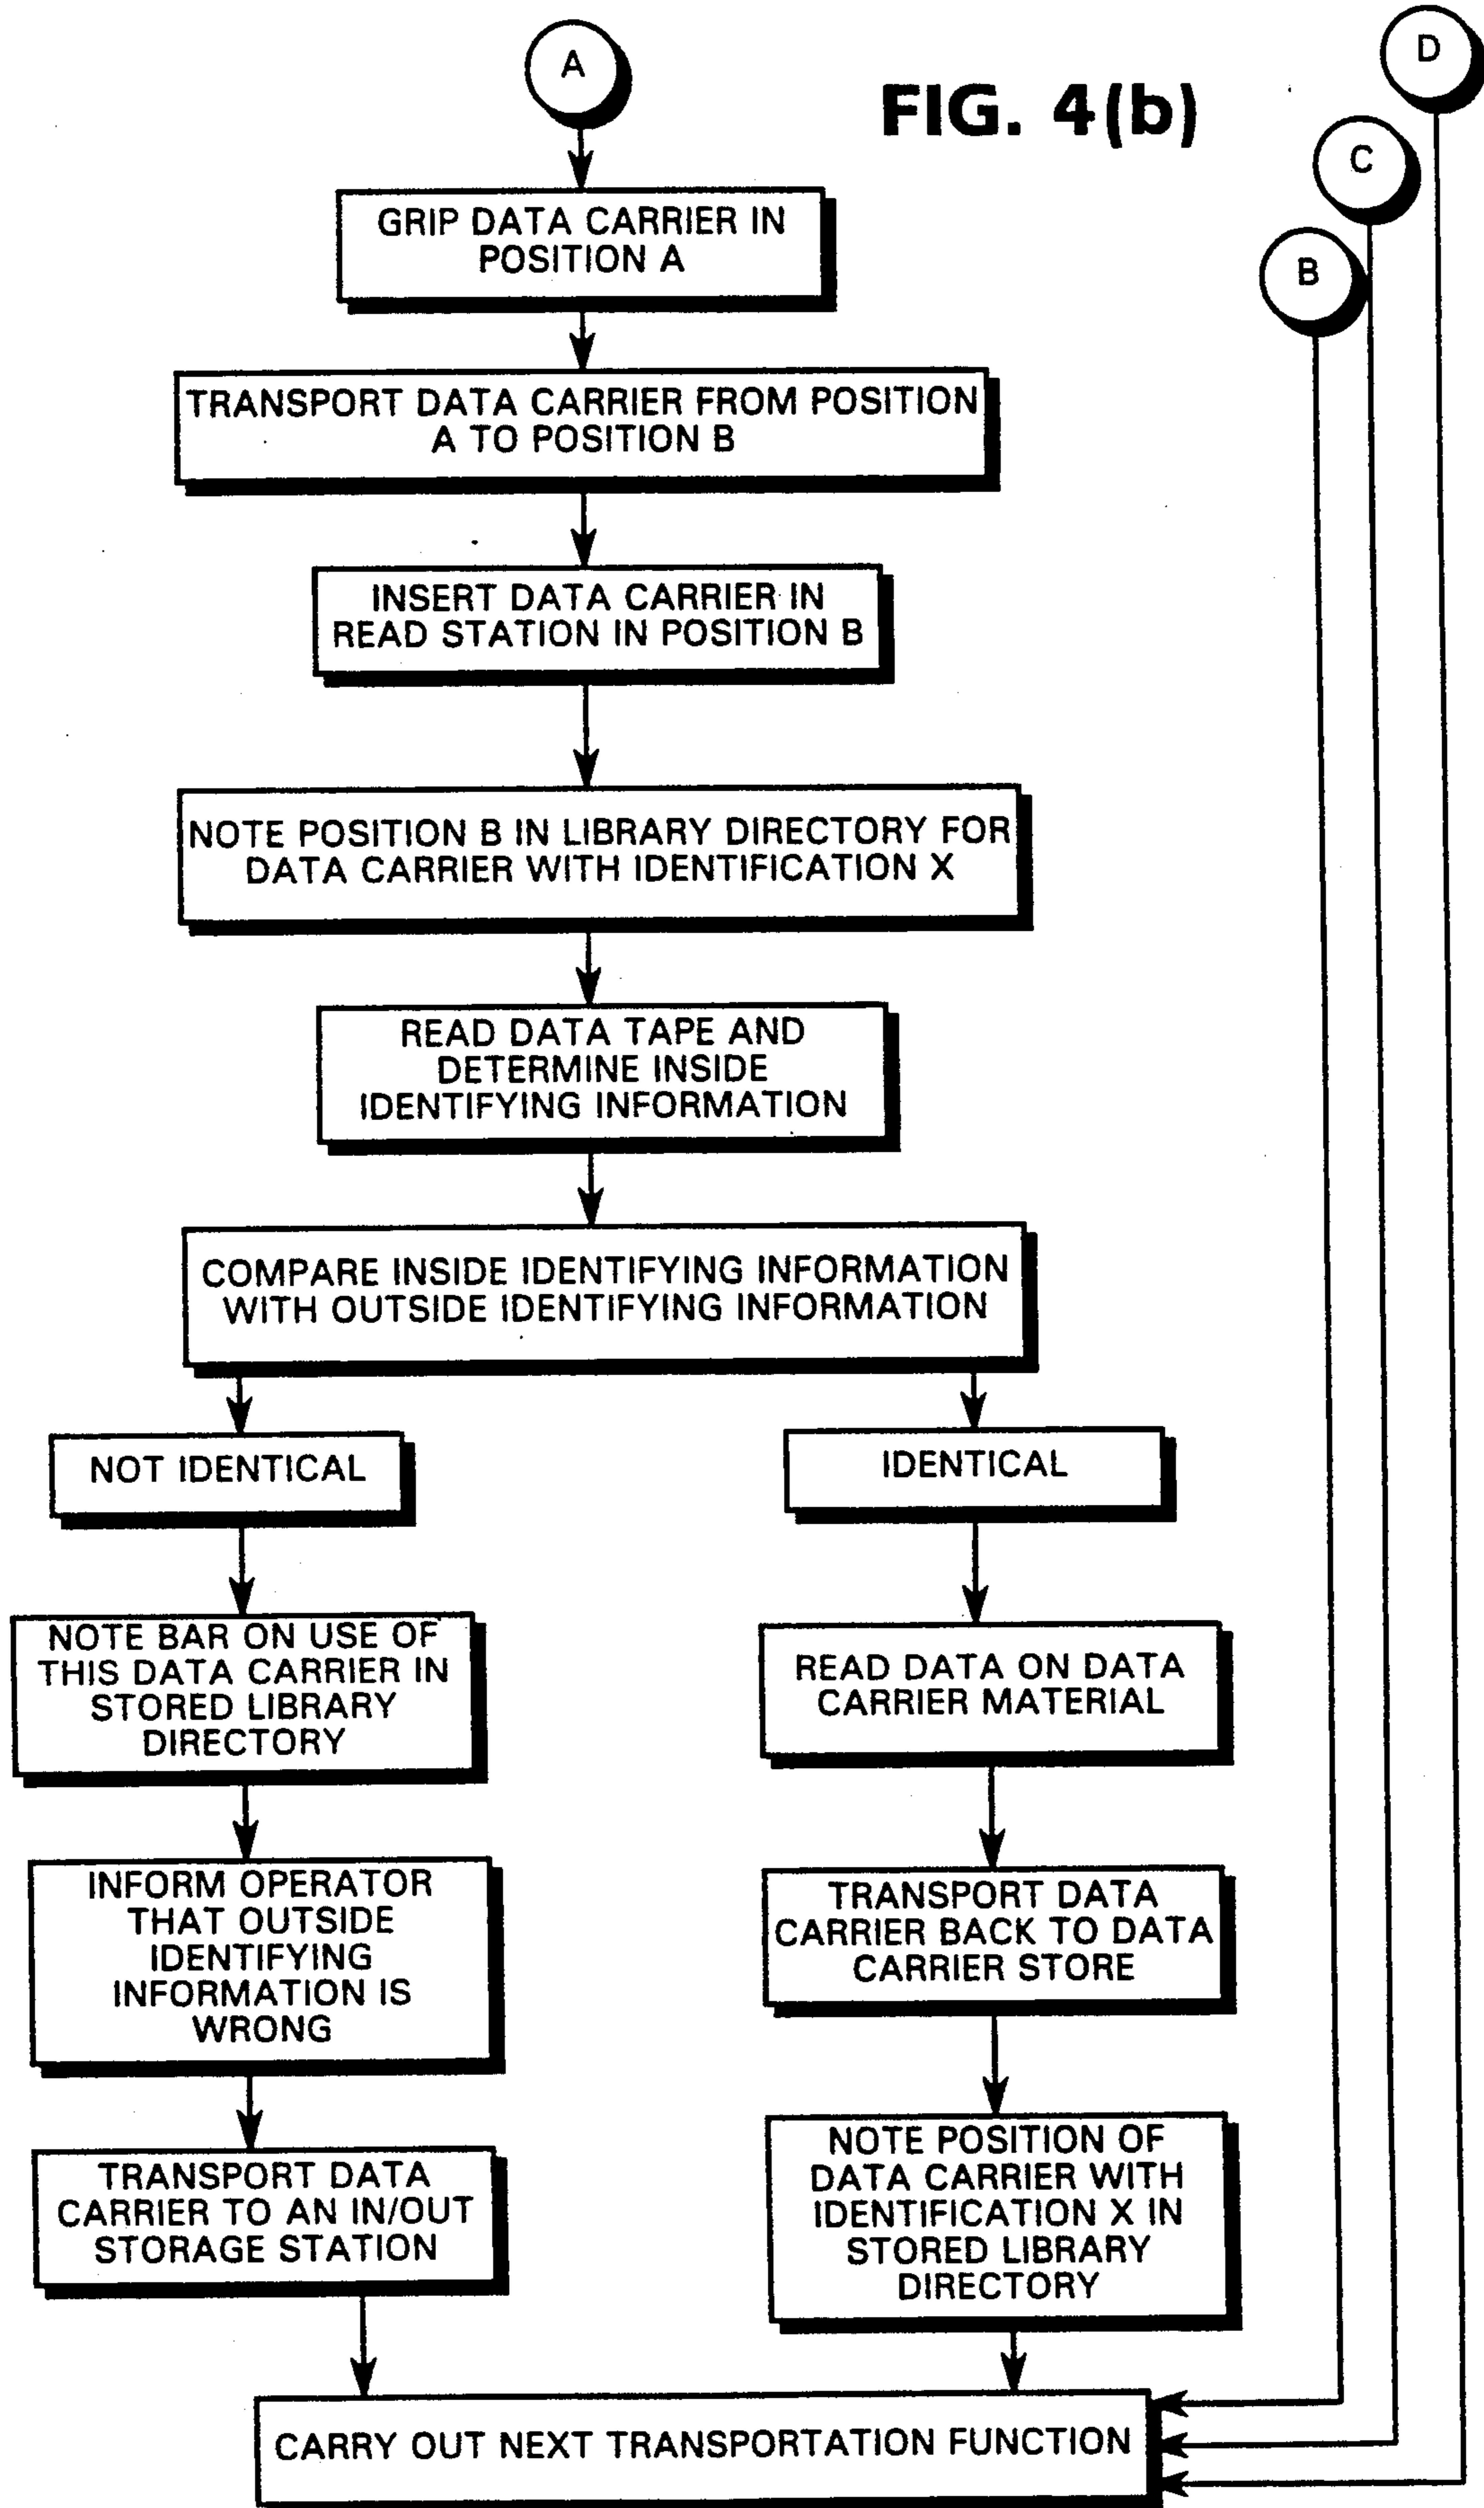 A
FIG. 4(b)
D
C
B
GRIP DATA CARRIER IN
POSITION A
TRANSPORT DATA CARRIER FROM POSITION
A TO POSITION B
INSERT DATA CARRIER IN
READ STATION IN POSITION B
NOTE POSITION B IN LIBRARY DIRECTORY FOR
DATA CARRIER WITH IDENTIFICATION X
READ DATA TAPE AND
DETERMINE INSIDE
IDENTIFYING INFORMATION
COMPARE INSIDE IDENTIFYING INFORMATION
WITH OUTSIDE IDENTIFYING INFORMATION
NOT IDENTICAL
NOTE BAR ON USE OF
THIS DATA CARRIER IN
STORED LIBRARY
DIRECTORY
INFORM OPERATOR
THAT OUTSIDE
IDENTIFYING
INFORMATION IS
WRONG
TRANSPORT DATA
CARRIER TO AN IN/OUT
STORAGE STATION
IDENTICAL
READ DATA ON DATA
CARRIER MATERIAL
TRANSPORT DATA
CARRIER BACK TO DATA
CARRIER STORE
NOTE POSITION OF
DATA CARRIER WITH
IDENTIFICATION X IN
STORED LIBRARY
DIRECTORY
CARRY OUT NEXT TRANSPORTATION FUNCTION